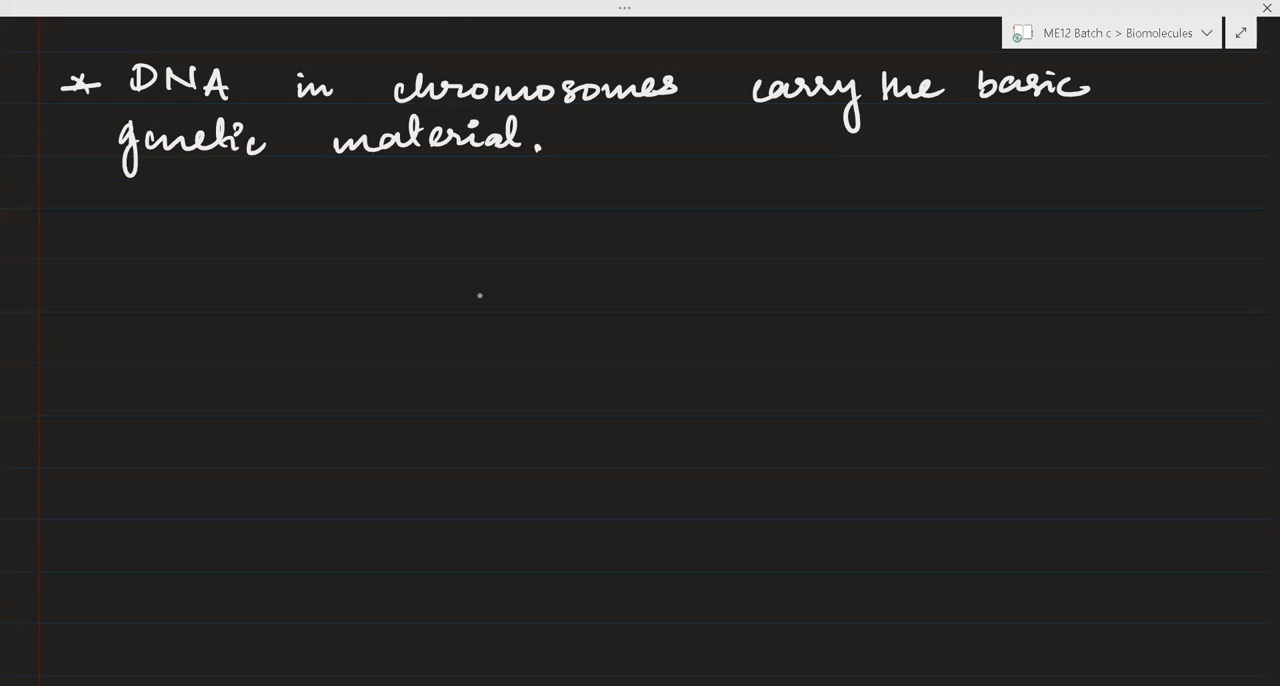 ME12 Batch c > Biomolecules
* DNA in chromosomes carry the basic
genetic material.